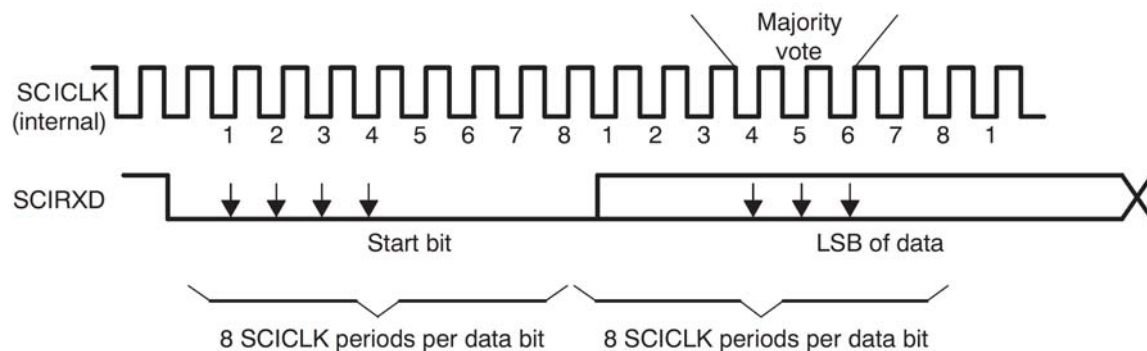 Majority
vote
SCICLK
(internal)
1 2 3 4 5 6 7 8 1 2 3 4 5 6 7 8 1
SCIRXD
Start bit LSB of data
8 SCICLK periods per data bit 8 SCICLK periods per data bit